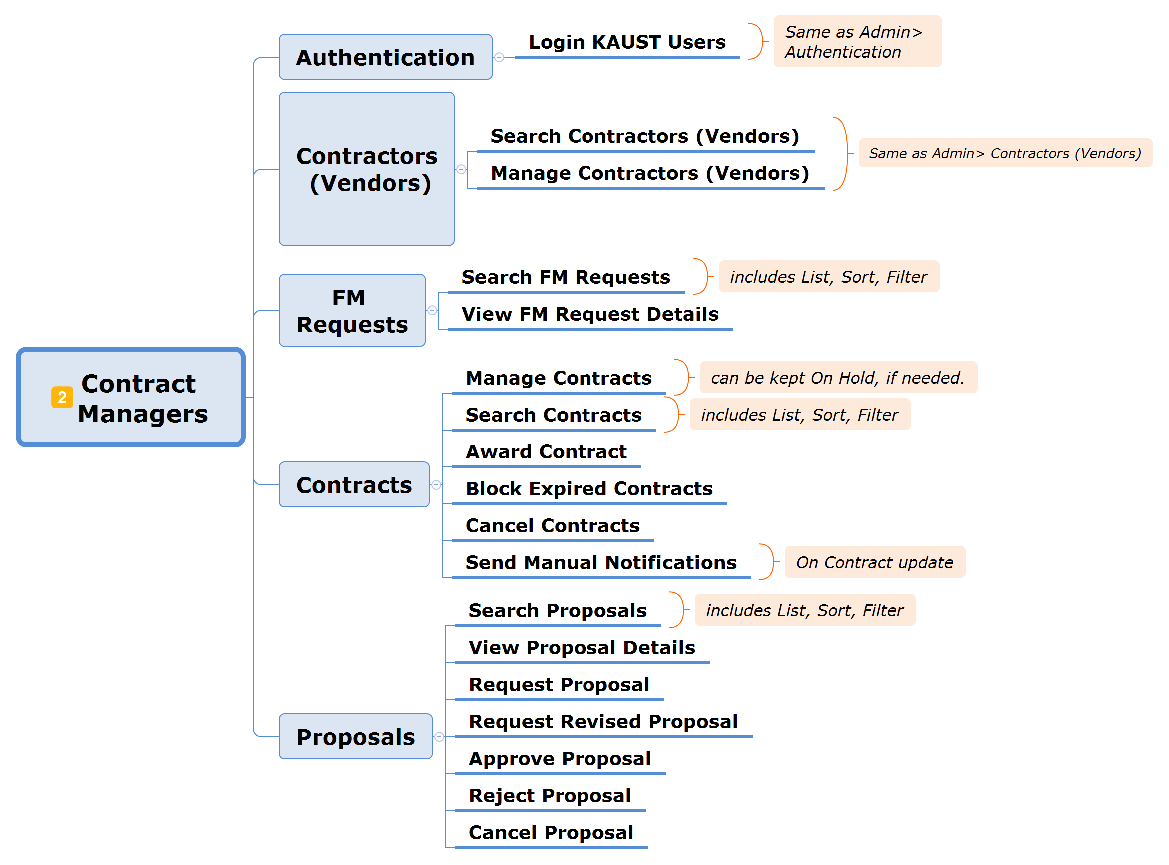 Authentication
Login KAUST Users
Same as Admin>
Authentication
Contractors
(Vendors)
Search Contractors (Vendors)
Manage Contractors (Vendors)
Same as Admin> Contractors (Vendors)
FM
Requests
Search FM Requests
includes List, Sort, Filter
View FM Request Details
2
Contract
Managers
Contracts
Manage Contracts
can be kept On Hold, if needed.
Search Contracts
includes List, Sort, Filter
Award Contract
Block Expired Contracts
Cancel Contracts
Send Manual Notifications
On Contract update
Proposals
Search Proposals
includes List, Sort, Filter
View Proposal Details
Request Proposal
Request Revised Proposal
Approve Proposal
Reject Proposal
Cancel Proposal